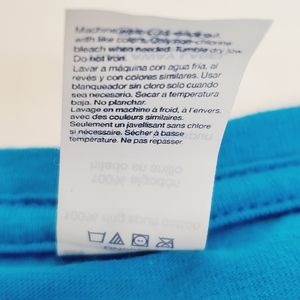 Machine
with like colors. Only non-chlorine
bleach when needed. Tumble dry low.
Do not iron.
Lavar a máquina con agua fría, al
revés y con colores similares. Usar
blanqueador sin cloro solo cuando
sea necesario. Secar a temperatura
baja. No planchar.
Lavage en machine à froid, à l'envers,
avec des couleurs similaires.
Seulement un javellisant sans chlore
si nécessaire. Sécher à basse
température. Ne pas repasser.